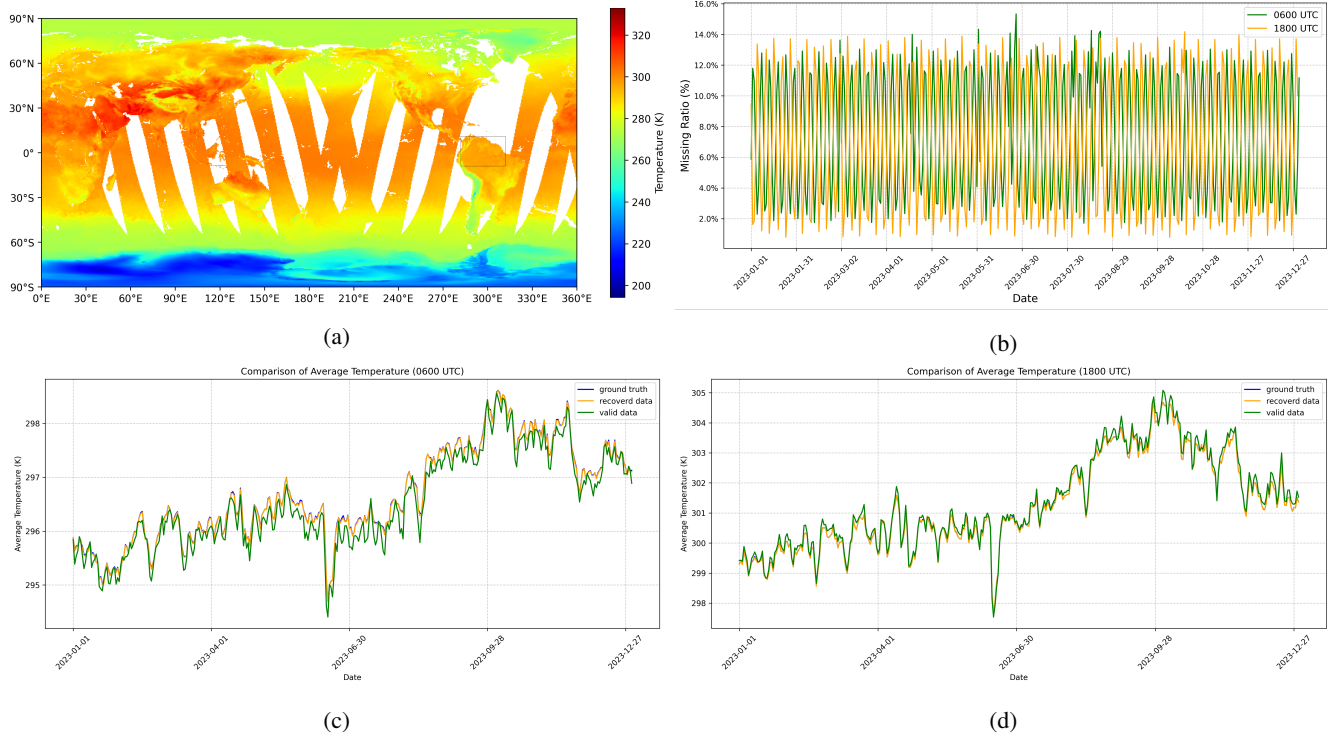 90°N
60°N
30°N
0°
30°S
60°S
90°S
0°E 30°E 60°E 90°E 120°E 150°E 180°E 210°E 240°E 270°E 300°E 330°E 360°E
320
300
280
260
240
220
200
Temperature (K)
(a)
16.0%
14.0%
12.0%
10.0%
8.0%
6.0%
4.0%
2.0%
Missing Ratio (%)
0600 UTC
1800 UTC
2023-01-01 2023-01-31 2023-03-02 2023-04-01 2023-05-01 2023-05-31 2023-06-30 2023-07-30 2023-08-29 2023-09-28 2023-10-28 2023-11-27 2023-12-27
Date
(b)
Comparison of Average Temperature (0600 UTC)
ground truth
recoverd data
valid data
298
297
296
295
Average Temperature (K)
2023-01-01 2023-04-01 2023-06-30 2023-09-28 2023-12-27
Date
(c)
Comparison of Average Temperature (1800 UTC)
ground truth
recoverd data
valid data
305
304
303
302
301
300
299
298
Average Temperature (K)
2023-01-01 2023-04-01 2023-06-30 2023-09-28 2023-12-27
Date
(d)